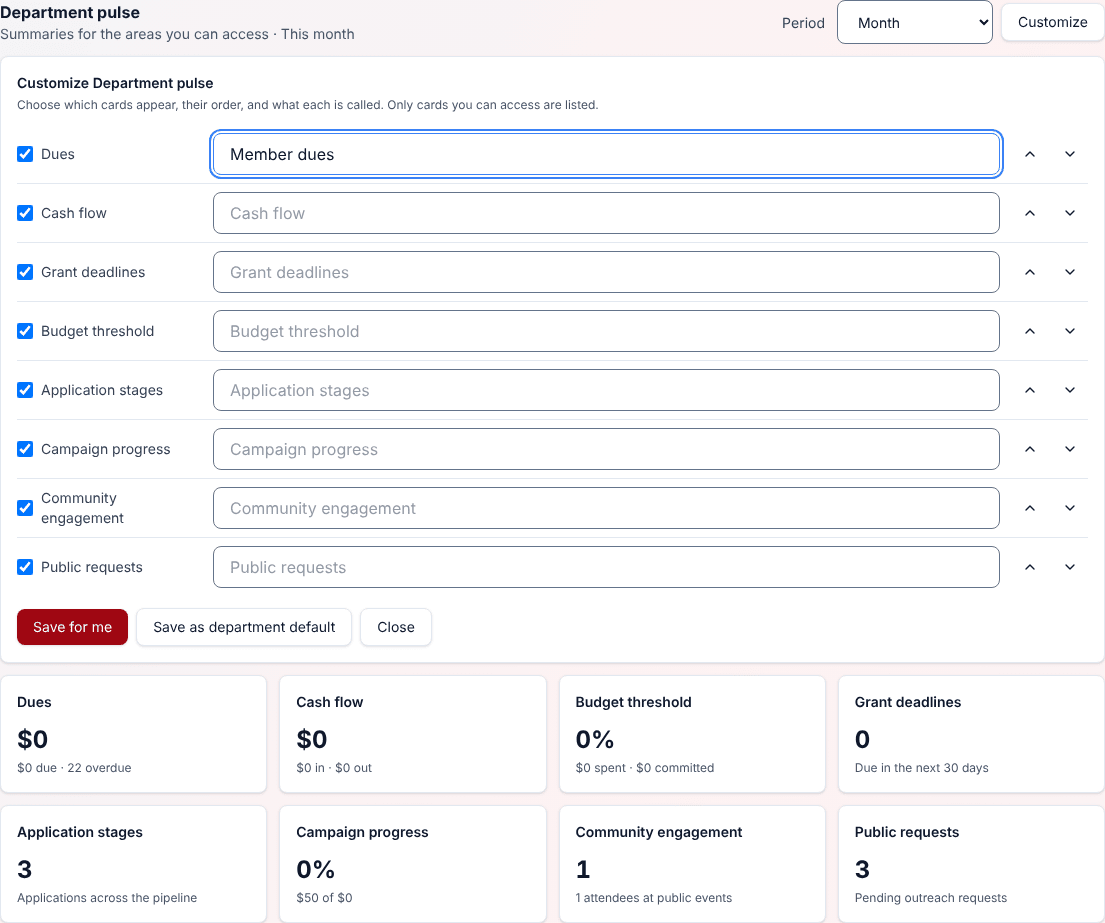 Department pulse
Summaries for the areas you can access · This month
Period
Month
Customize
Customize Department pulse
Choose which cards appear, their order, and what each is called. Only cards you can access are listed.
Dues
Member dues
Cash flow
Cash flow
Grant deadlines
Grant deadlines
Budget threshold
Budget threshold
Application stages
Application stages
Campaign progress
Campaign progress
Community
engagement
Community engagement
Public requests
Public requests
Save for me
Save as department default
Close
Dues
$0
$0 due · 22 overdue
Cash flow
$0
$0 in · $0 out
Budget threshold
0%
$0 spent · $0 committed
Grant deadlines
0
Due in the next 30 days
Application stages
3
Applications across the pipeline
Campaign progress
0%
$50 of $0
Community engagement
1
1 attendees at public events
Public requests
3
Pending outreach requests